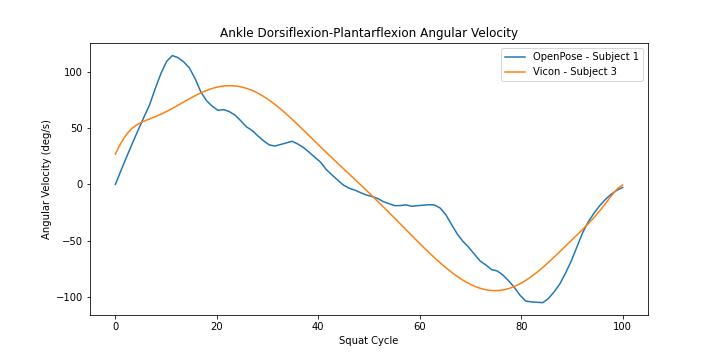 Ankle Dorsiflexion-Plantarflexion Angular Velocity
OpenPose - Subject 1
Vicon - Subject 3
Angular Velocity (deg/s)
100
50
0
−50
−100
0 20 40 60 80 100
Squat Cycle